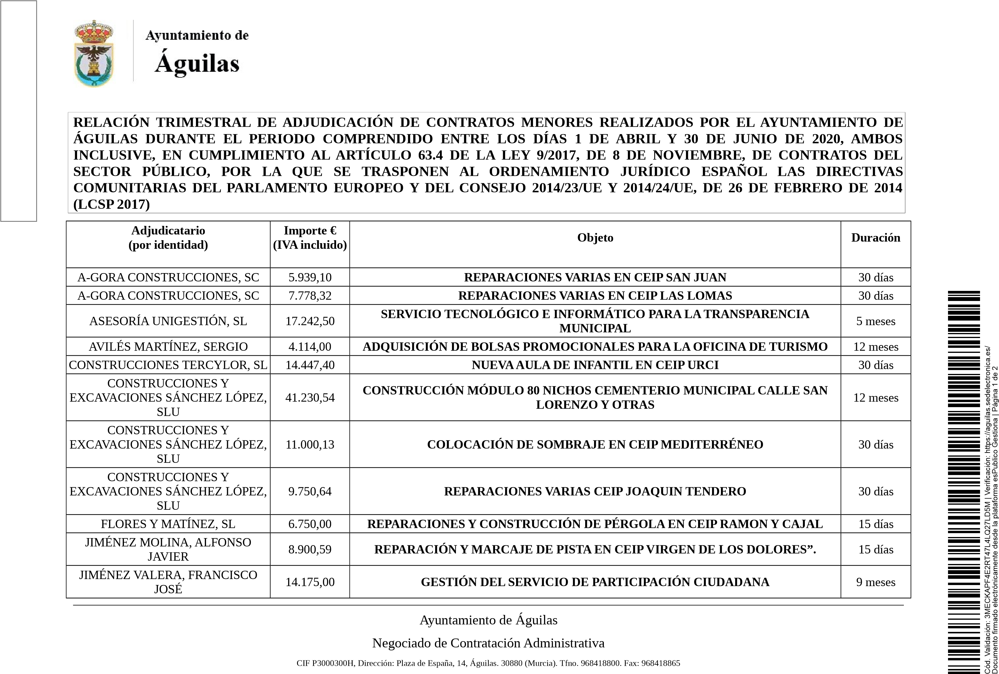 Ayuntamiento de
Águilas
RELACIÓN TRIMESTRAL DE ADJUDICACIÓN DE CONTRATOS MENORES REALIZADOS POR EL AYUNTAMIENTO DE
ÁGUILAS DURANTE EL PERIODO COMPRENDIDO ENTRE LOS DÍAS 1 DE ABRIL Y 30 DE JUNIO DE 2020, AMBOS
INCLUSIVE, EN CUMPLIMIENTO AL ARTÍCULO 63.4 DE LA LEY 9/2017, DE 8 DE NOVIEMBRE, DE CONTRATOS DEL
SECTOR PÚBLICO, POR LA QUE SE TRASPONEN AL ORDENAMIENTO JURÍDICO ESPAÑOL LAS DIRECTIVAS
COMUNITARIAS DEL PARLAMENTO EUROPEO Y DEL CONSEJO 2014/23/UE Y 2014/24/UE, DE 26 DE FEBRERO DE 2014
(LCSP 2017)
Adjudicatario
(por identidad)
Importe €
(IVA incluido)
Objeto
Duración
A-GORA CONSTRUCCIONES, SC
5.939,10
REPARACIONES VARIAS EN CEIP SAN JUAN
30 días
A-GORA CONSTRUCCIONES, SC
7.778,32
REPARACIONES VARIAS EN CEIP LAS LOMAS
30 días
ASESORÍA UNIGESTIÓN, SL
17.242,50
SERVICIO TECNOLÓGICO E INFORMÁTICO PARA LA TRANSPARENCIA
MUNICIPAL
5 meses
AVILÉS MARTÍNEZ, SERGIO
4.114,00
ADQUISICIÓN DE BOLSAS PROMOCIONALES PARA LA OFICINA DE TURISMO
12 meses
CONSTRUCCIONES TERCYLOR, SL
14.447,40
NUEVA AULA DE INFANTIL EN CEIP URCI
30 días
CONSTRUCCIONES Y
EXCAVACIONES SÁNCHEZ LÓPEZ,
SLU
41.230,54
CONSTRUCCIÓN MÓDULO 80 NICHOS CEMENTERIO MUNICIPAL CALLE SAN
LORENZO Y OTRAS
12 meses
CONSTRUCCIONES Y
EXCAVACIONES SÁNCHEZ LÓPEZ,
SLU
11.000,13
COLOCACIÓN DE SOMBRAJE EN CEIP MEDITERRÉNEO
30 días
CONSTRUCCIONES Y
EXCAVACIONES SÁNCHEZ LÓPEZ,
SLU
9.750,64
REPARACIONES VARIAS CEIP JOAQUIN TENDERO
30 días
FLORES Y MATÍNEZ, SL
6.750,00
REPARACIONES Y CONSTRUCCIÓN DE PÉRGOLA EN CEIP RAMON Y CAJAL
15 días
JIMÉNEZ MOLINA, ALFONSO
JAVIER
8.900,59
REPARACIÓN Y MARCAJE DE PISTA EN CEIP VIRGEN DE LOS DOLORES”.
15 días
JIMÉNEZ VALERA, FRANCISCO
JOSÉ
14.175,00
GESTIÓN DEL SERVICIO DE PARTICIPACIÓN CIUDADANA
9 meses
Ayuntamiento de Águilas
Negociado de Contratación Administrativa
CIF P3000300H, Dirección: Plaza de España, 14, Águilas. 30880 (Murcia). Tfno. 968418800. Fax: 968418865
Cód. Validación: 3MECKAPF4E2RT47L4LQ27LD5M | Verificación: https://aguilas.sedelectronica.es/
Documento firmado electrónicamente desde la plataforma esPublico Gestiona | Página 1 de 2